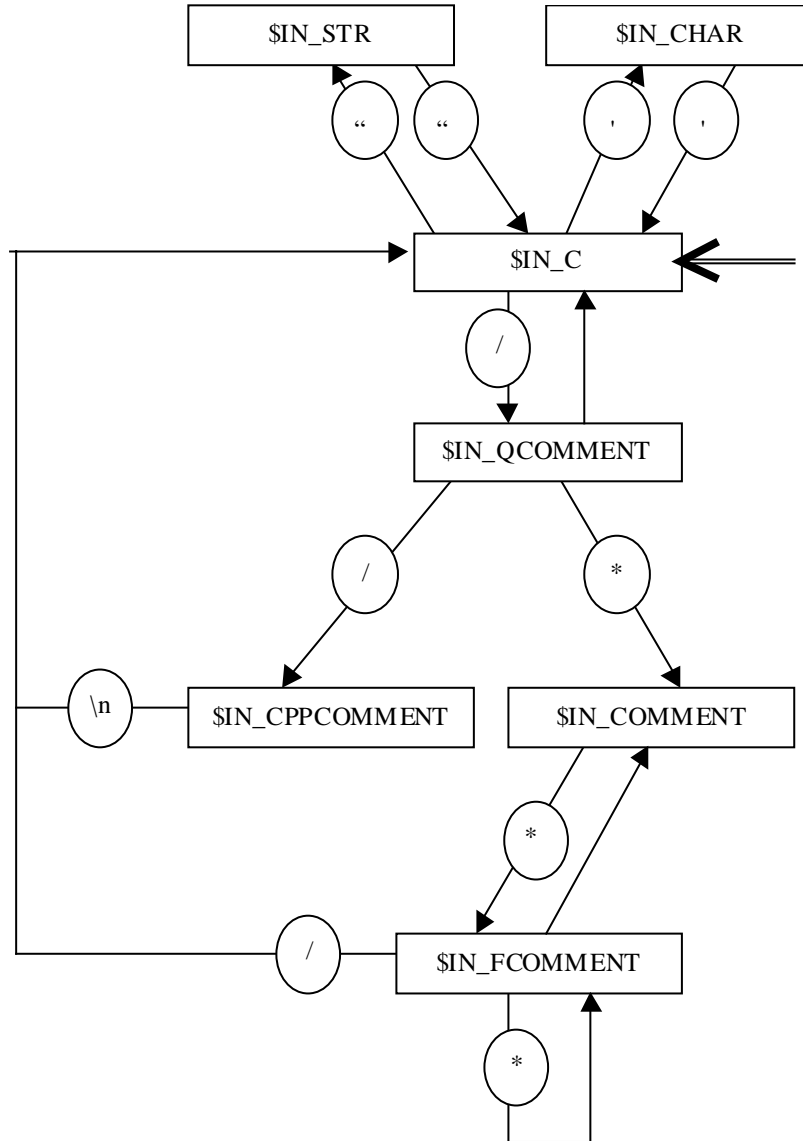 $IN_STR
$IN_CHAR
“
“
'
'
$IN_C
/
$IN_QCOMMENT
/
*
\n
$IN_CPPCOMMENT
$IN_COMMENT
*
/
$IN_FCOMMENT
*